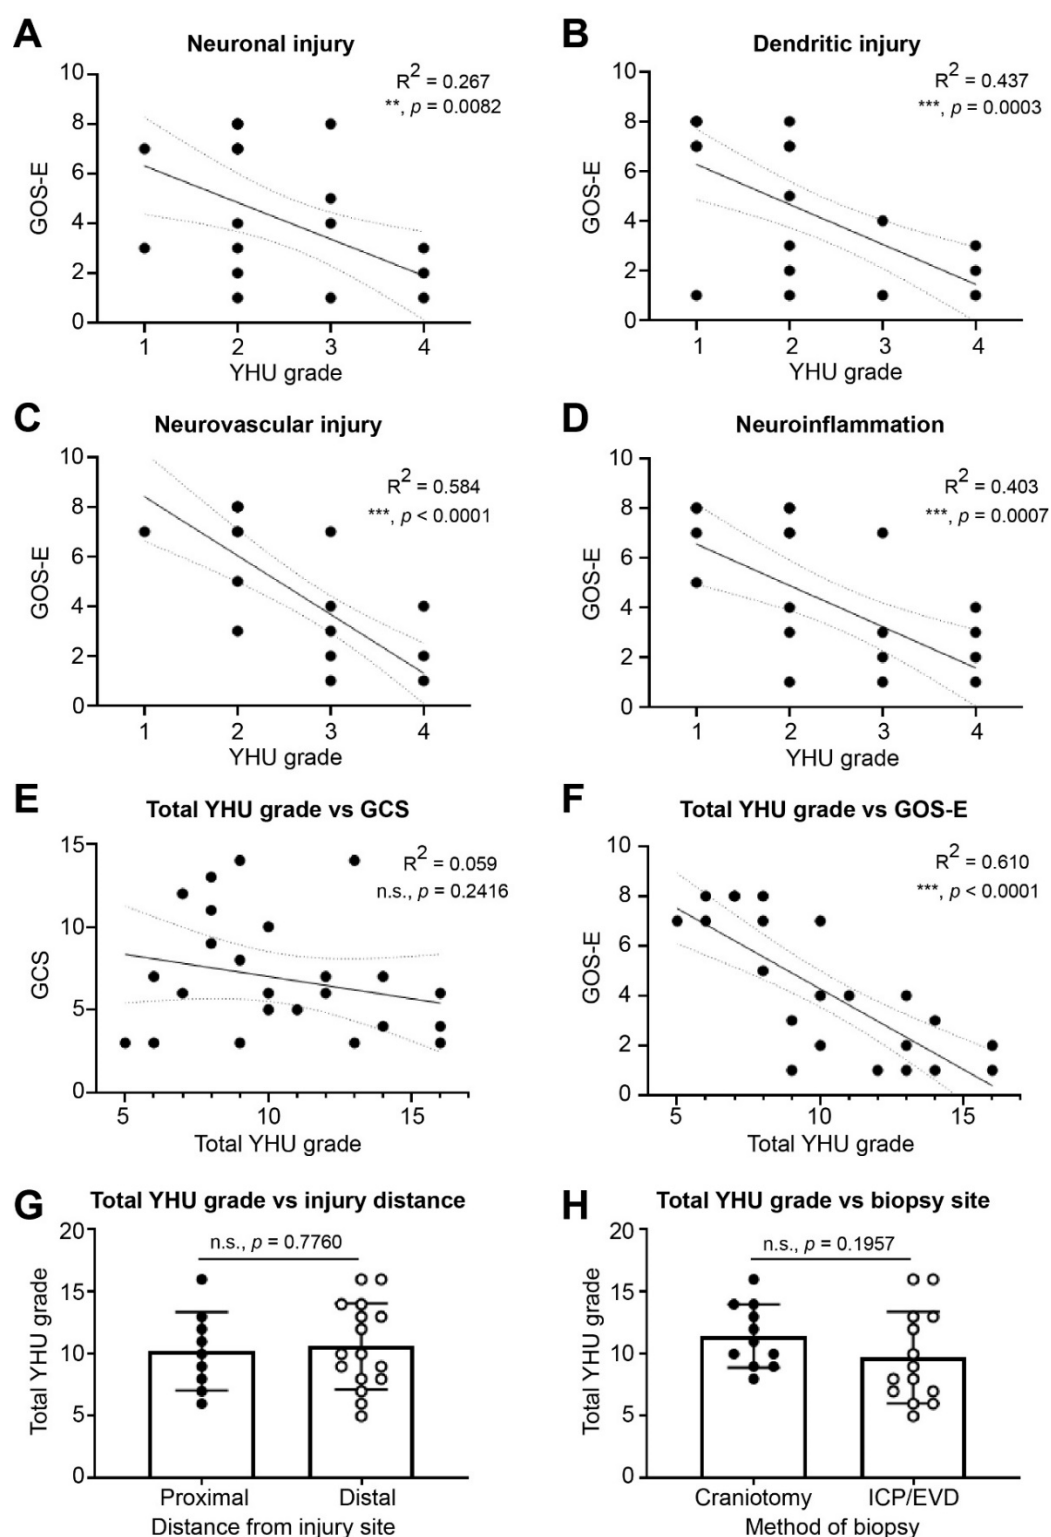 A
Neuronal injury
R2 = 0.267
**, p = 0.0082
10
8
6
4
2
0
GOS-E
1 2 3 4
YHU grade
B
Dendritic injury
R2 = 0.437
***, p = 0.0003
10
8
6
4
2
0
GOS-E
1 2 3 4
YHU grade
C
Neurovascular injury
R2 = 0.584
***, p < 0.0001
10
8
6
4
2
0
GOS-E
1 2 3 4
YHU grade
D
Neuroinflammation
R2 = 0.403
***, p = 0.0007
10
8
6
4
2
0
GOS-E
1 2 3 4
YHU grade
E
Total YHU grade vs GCS
R2 = 0.059
n.s., p = 0.2416
15
10
5
0
GCS
5 10 15
Total YHU grade
F
Total YHU grade vs GOS-E
R2 = 0.610
***, p < 0.0001
10
8
6
4
2
0
GOS-E
5 10 15
Total YHU grade
G
Total YHU grade vs injury distance
n.s., p = 0.7760
20
15
10
5
0
Total YHU grade
Proximal Distal
Distance from injury site
H
Total YHU grade vs biopsy site
n.s., p = 0.1957
20
15
10
5
0
Total YHU grade
Craniotomy ICP/EVD
Method of biopsy